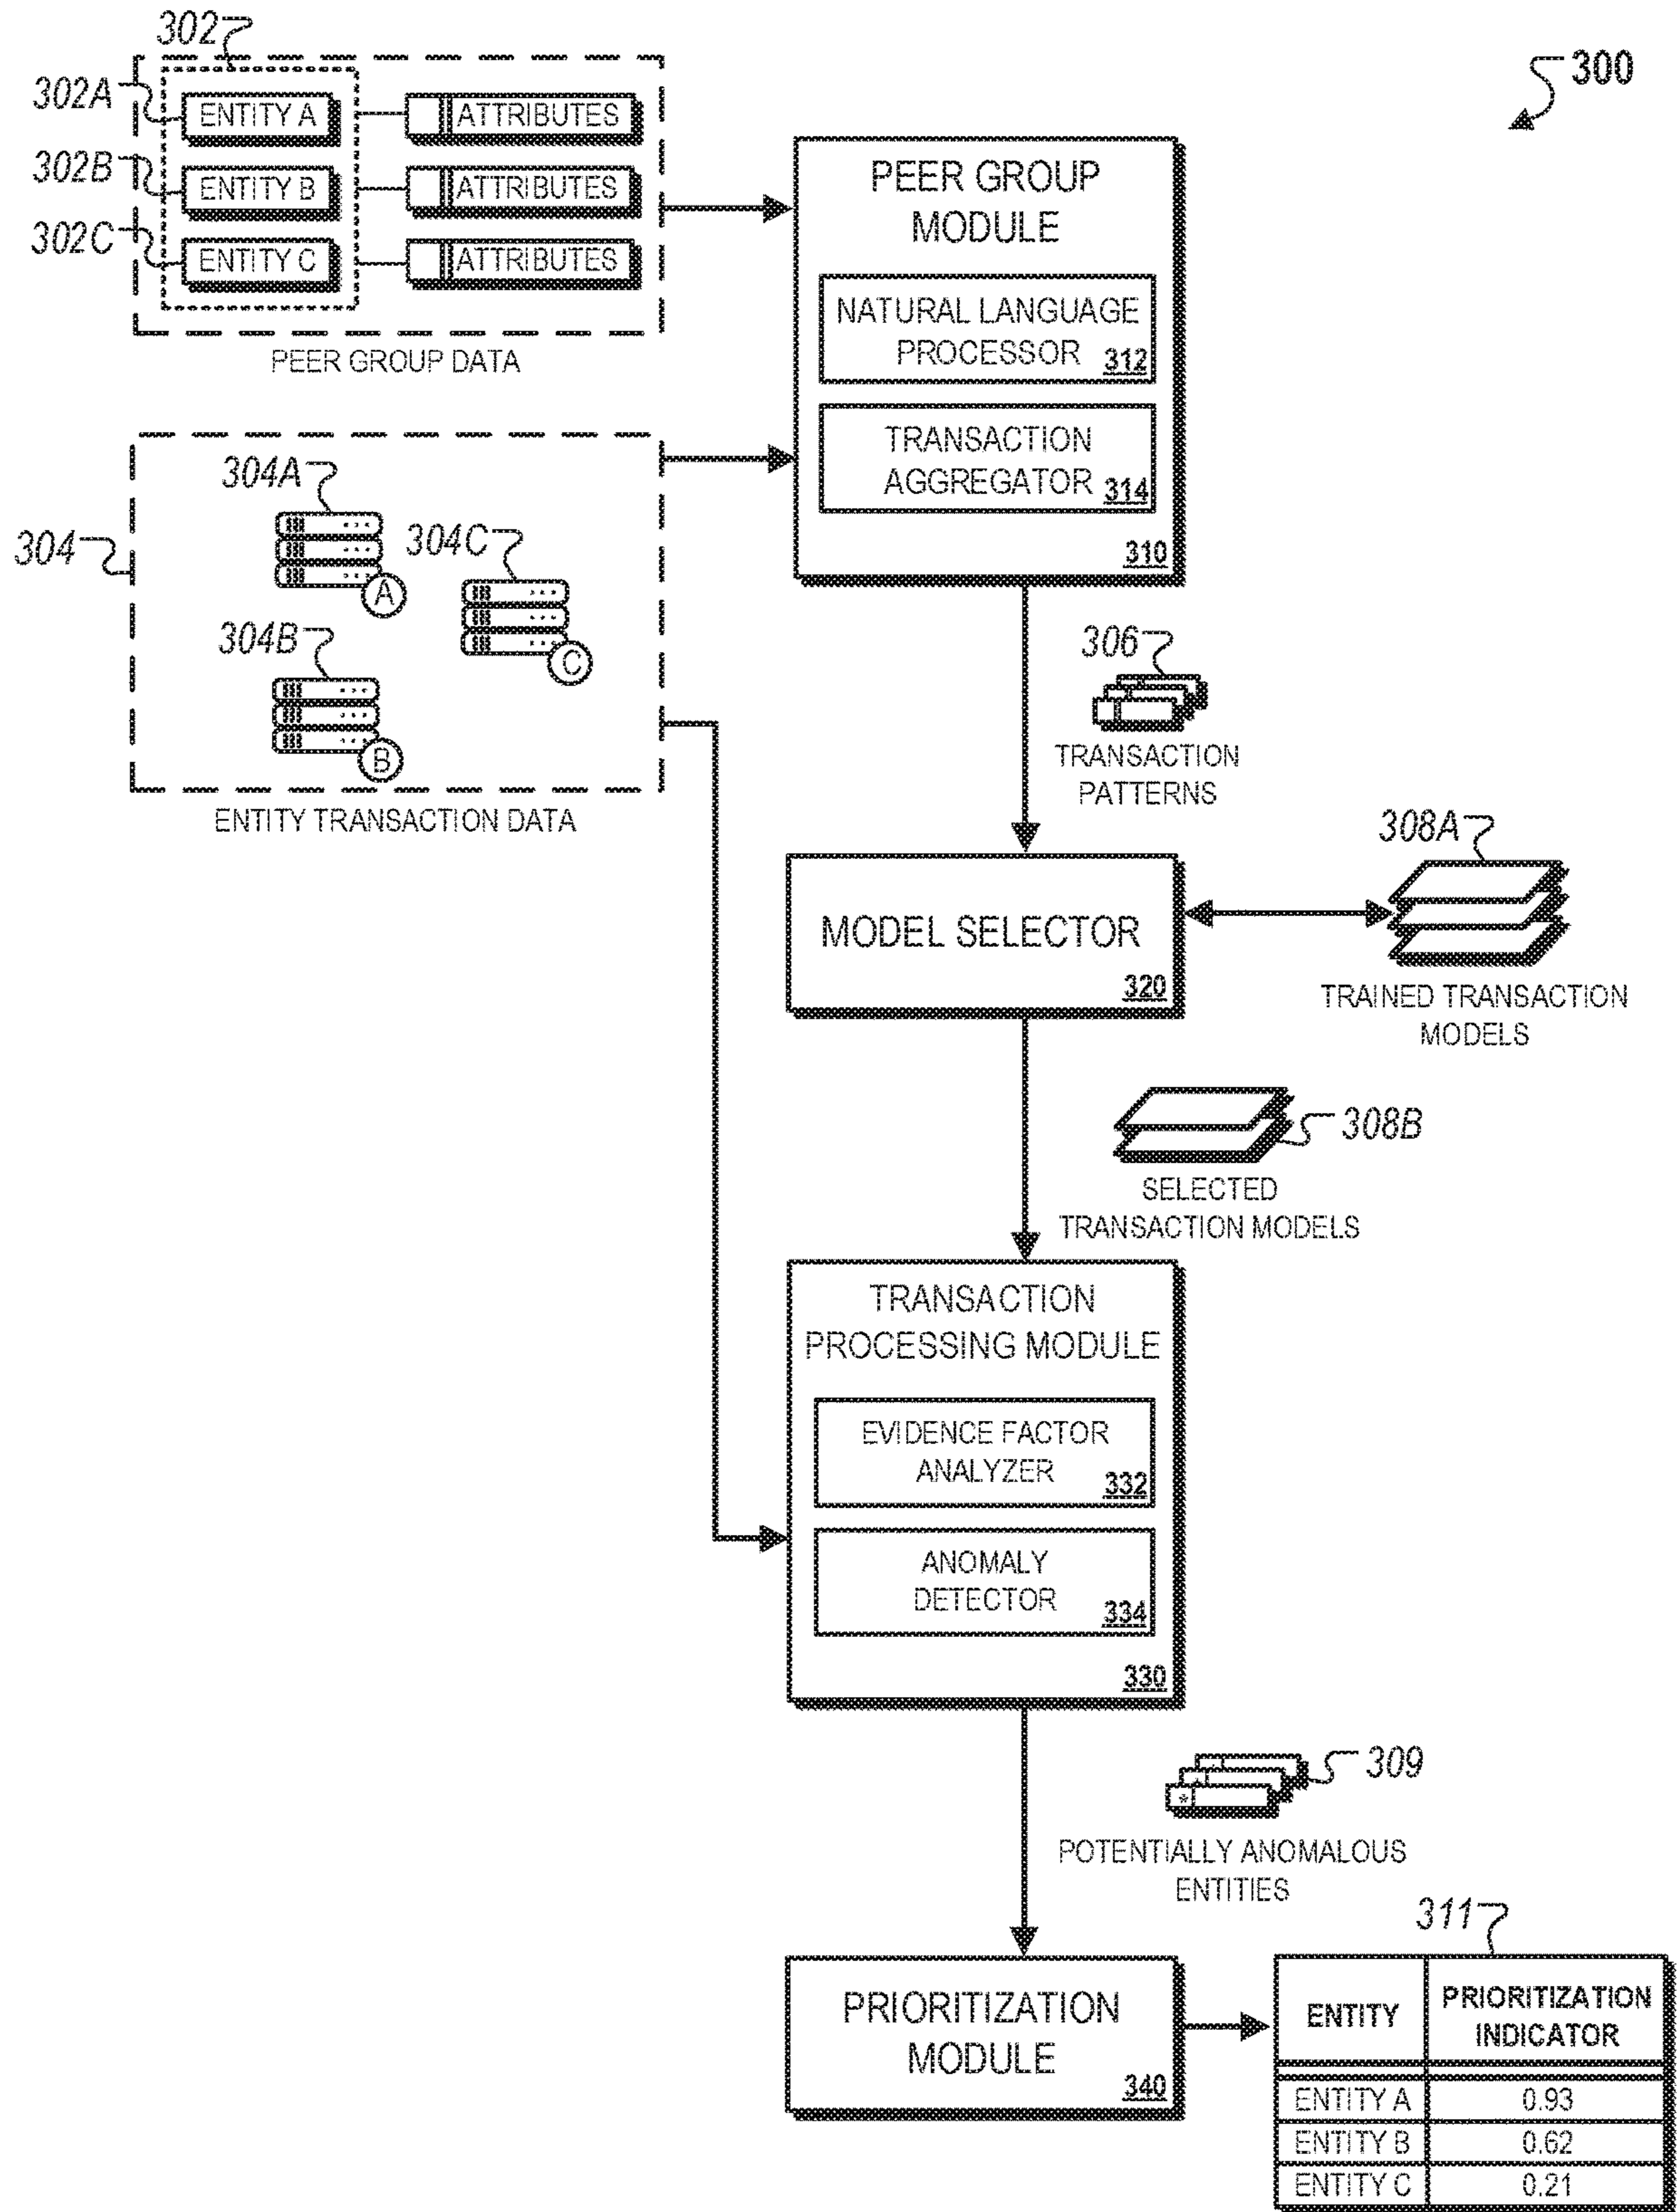 302
300
302A
ENTITY A
ATTRIBUTES
302B
ENTITY B
ATTRIBUTES
302C
ENTITY C
ATTRIBUTES
PEER GROUP DATA
PEER GROUP
MODULE
NATURAL LANGUAGE
PROCESSOR 312
TRANSACTION
AGGREGATOR 314
310
304
304A
A
304C
C
304B
B
ENTITY TRANSACTION DATA
306
TRANSACTION
PATTERNS
MODEL SELECTOR
320
308A
TRAINED TRANSACTION
MODELS
308B
SELECTED
TRANSACTION MODELS
TRANSACTION
PROCESSING MODULE
EVIDENCE FACTOR
ANALYZER 332
ANOMALY
DETECTOR 334
330
309
*
POTENTIALLY ANOMALOUS
ENTITIES
PRIORITIZATION
MODULE
340
311
ENTITY PRIORITIZATION
INDICATOR
ENTITY A 0.93
ENTITY B 0.62
ENTITY C 0.21